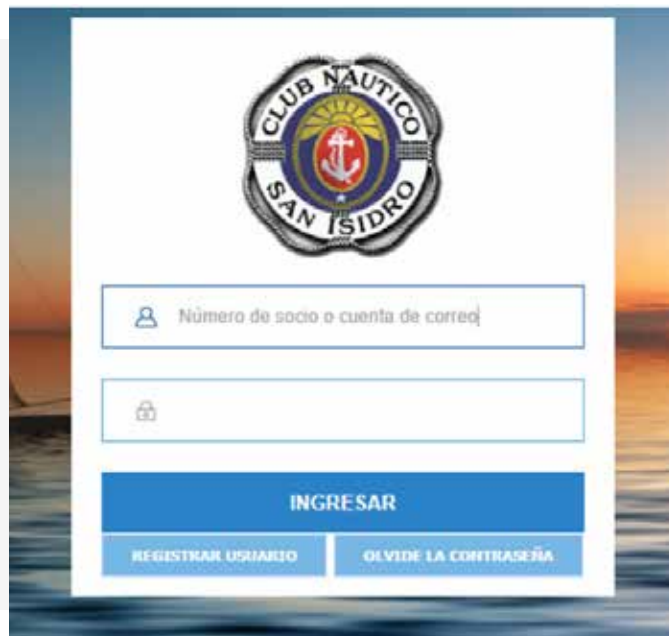 CLUB NAUTICO
SAN ISIDRO
Número de socio o cuenta de correo
INGRESAR
REGISTRAR USUARIO
OLVIDE LA CONTRASEÑA